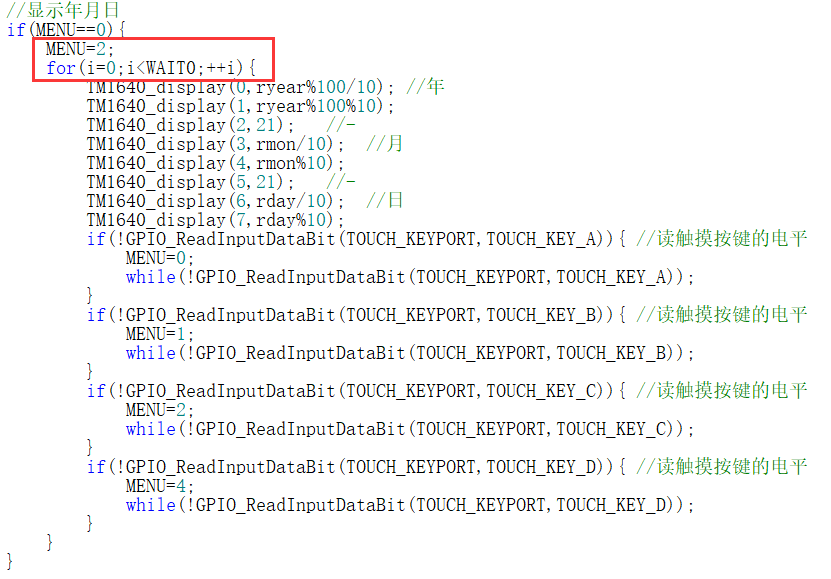 //显示年月日
if(MENU==0){
    MENU=2;
    for(i=0;i<WAIT0;++i){
        TM1640_display(0,ryear%100/10); //年
        TM1640_display(1,ryear%100%10);
        TM1640_display(2,21);   //-
        TM1640_display(3,rmon/10);  //月
        TM1640_display(4,rmon%10);
        TM1640_display(5,21);   //-
        TM1640_display(6,rday/10);  //日
        TM1640_display(7,rday%10);
        if(!GPIO_ReadInputDataBit(TOUCH_KEYPORT,TOUCH_KEY_A)){ //读触摸按键的电平
            MENU=0;
            while(!GPIO_ReadInputDataBit(TOUCH_KEYPORT,TOUCH_KEY_A));
        }
        if(!GPIO_ReadInputDataBit(TOUCH_KEYPORT,TOUCH_KEY_B)){ //读触摸按键的电平
            MENU=1;
            while(!GPIO_ReadInputDataBit(TOUCH_KEYPORT,TOUCH_KEY_B));
        }
        if(!GPIO_ReadInputDataBit(TOUCH_KEYPORT,TOUCH_KEY_C)){ //读触摸按键的电平
            MENU=2;
            while(!GPIO_ReadInputDataBit(TOUCH_KEYPORT,TOUCH_KEY_C));
        }
        if(!GPIO_ReadInputDataBit(TOUCH_KEYPORT,TOUCH_KEY_D)){ //读触摸按键的电平
            MENU=4;
            while(!GPIO_ReadInputDataBit(TOUCH_KEYPORT,TOUCH_KEY_D));
        }
    }
}